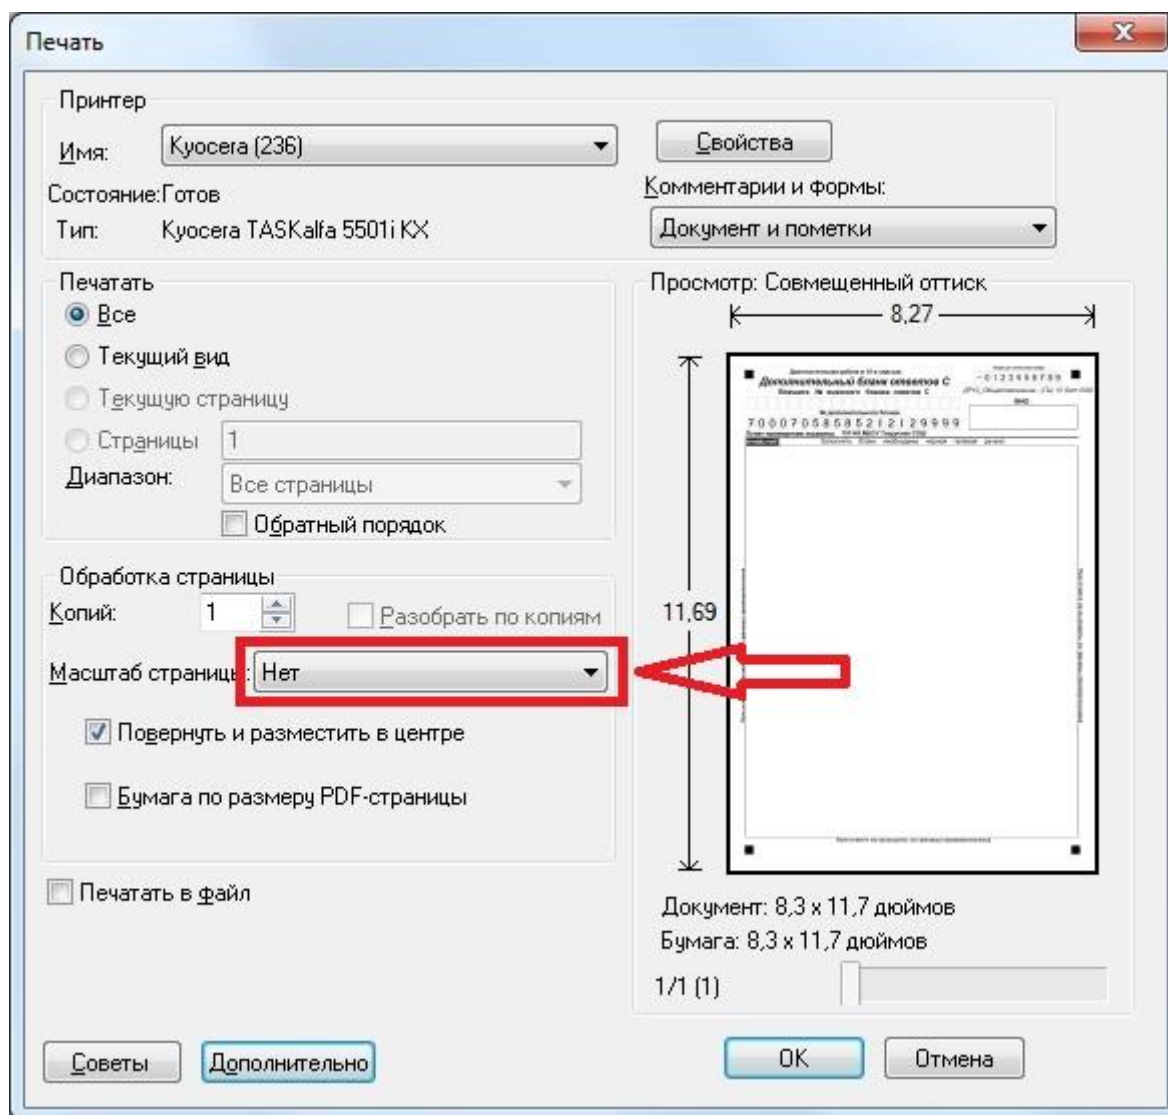 Печать
Принтер
Имя: Kyocera (236) Свойства
Состояние:Готов Комментарии и формы:
Тип: Kyocera TASKalfa 5501i KX Документ и пометки
Печатать Просмотр: Совмещенный оттиск
Все 8,27
Текущий вид
Дополнительный бланк ответов С
Текущую страницу
Страницы 1
Диапазон: Все страницы
Обратный порядок
Обработка страницы
Копий: 1 Разобрать по копиям 11,69
Масштаб страницы: Нет
Повернуть и разместить в центре
Бумага по размеру PDF-страницы
Печатать в файл
Документ: 8,3 x 11,7 дюймов
Бумага: 8,3 x 11,7 дюймов
1/1 (1)
Советы Дополнительно OK Отмена